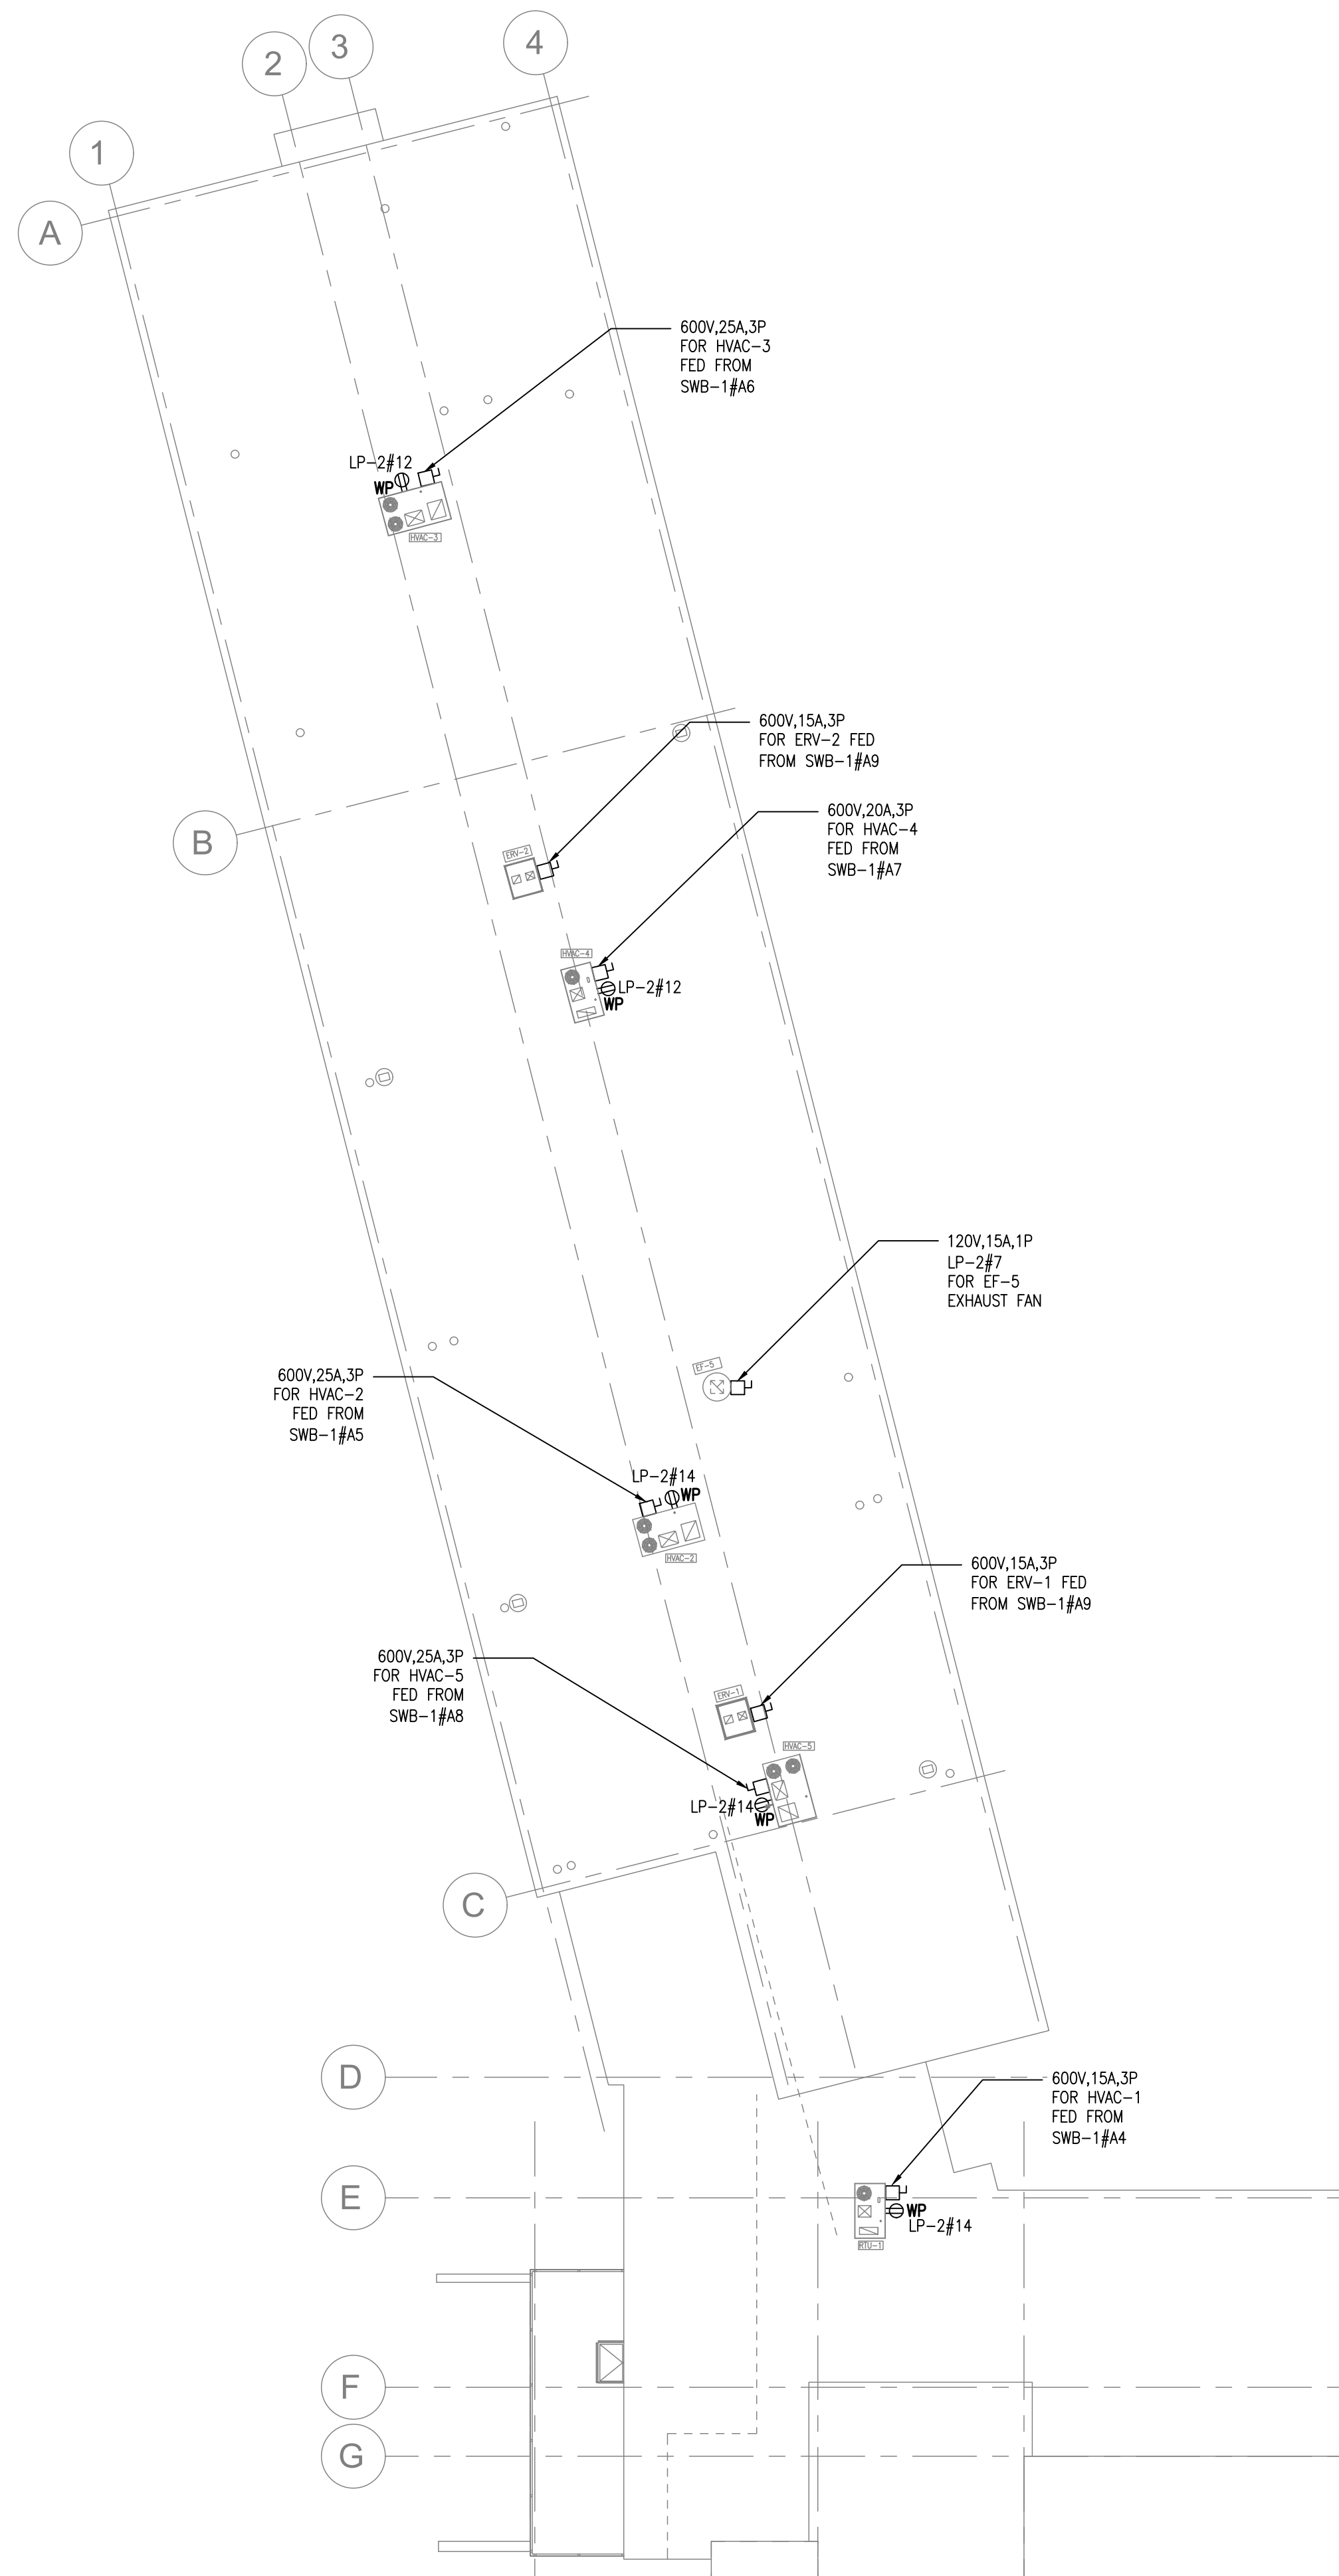 4
3
2
1
A
600V,25A,3P
FOR HVAC-3
FED FROM
SWB-1#A6
LP-2#12
WP
HVAC-3
600V,15A,3P
FOR ERV-2 FED
FROM SWB-1#A9
B
ERV-2
600V,20A,3P
FOR HVAC-4
FED FROM
SWB-1#A7
HVAC-4
LP-2#12
WP
120V,15A,1P
LP-2#7
FOR EF-5
EXHAUST FAN
EF-5
600V,25A,3P
FOR HVAC-2
FED FROM
SWB-1#A5
LP-2#14
WP
HVAC-2
600V,15A,3P
FOR ERV-1 FED
FROM SWB-1#A9
600V,25A,3P
FOR HVAC-5
FED FROM
SWB-1#A8
ERV-1
HVAC-5
LP-2#14
WP
C
D
600V,15A,3P
FOR HVAC-1
FED FROM
SWB-1#A4
E
WP
LP-2#14
RTU-1
F
G